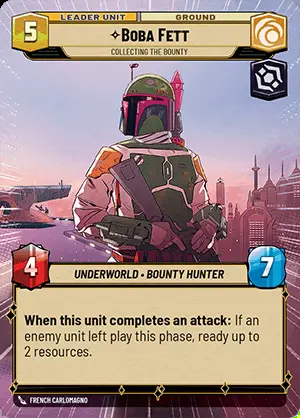 LEADER UNIT
GROUND
5
✧BOBA FETT
COLLECTING THE BOUNTY
4
UNDERWORLD • BOUNTY HUNTER
7
When this unit completes an attack: If an
enemy unit left play this phase, ready up to
2 resources.
FRENCH CARLOMAGNO